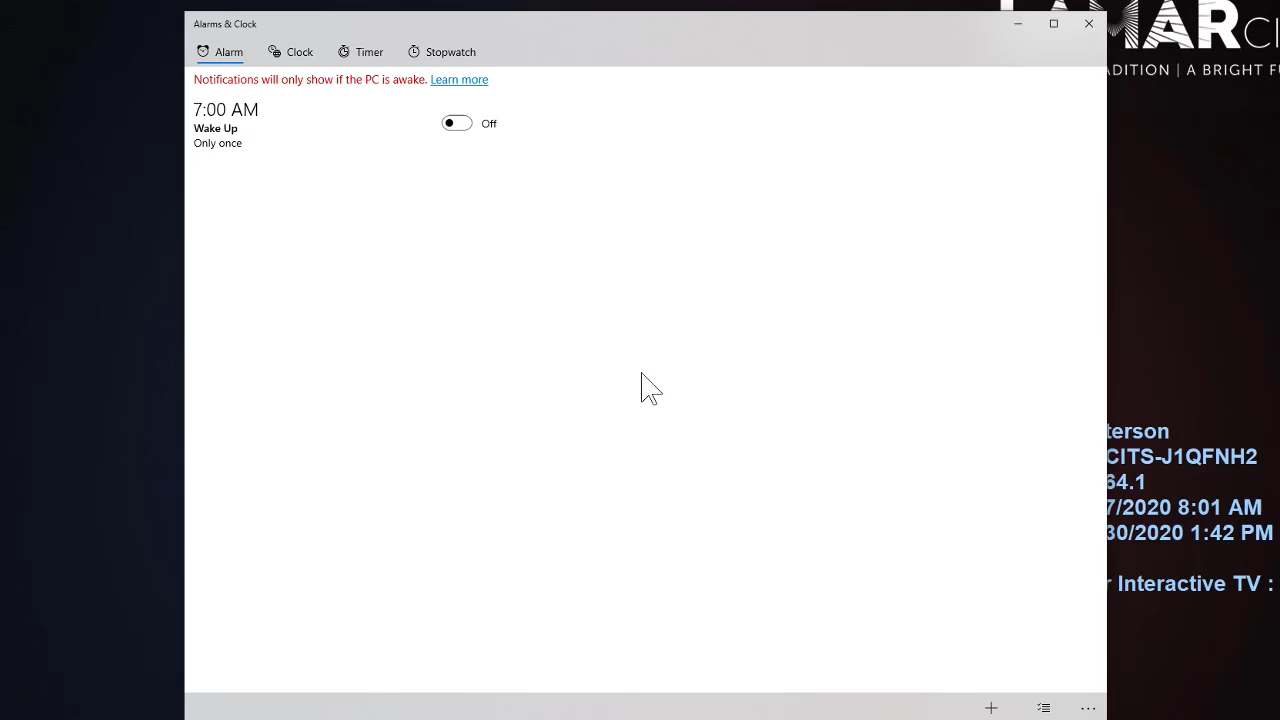 Alarms & Clock
Alarm Clock Timer Stopwatch
Notifications will only show if the PC is awake. Learn more
7:00 AM
Wake Up
Only once
Off
ADITION | A BRIGHT FU
terson
CITS-J1QFNH2
64.1
7/2020 8:01 AM
30/2020 1:42 PM
r Interactive TV :